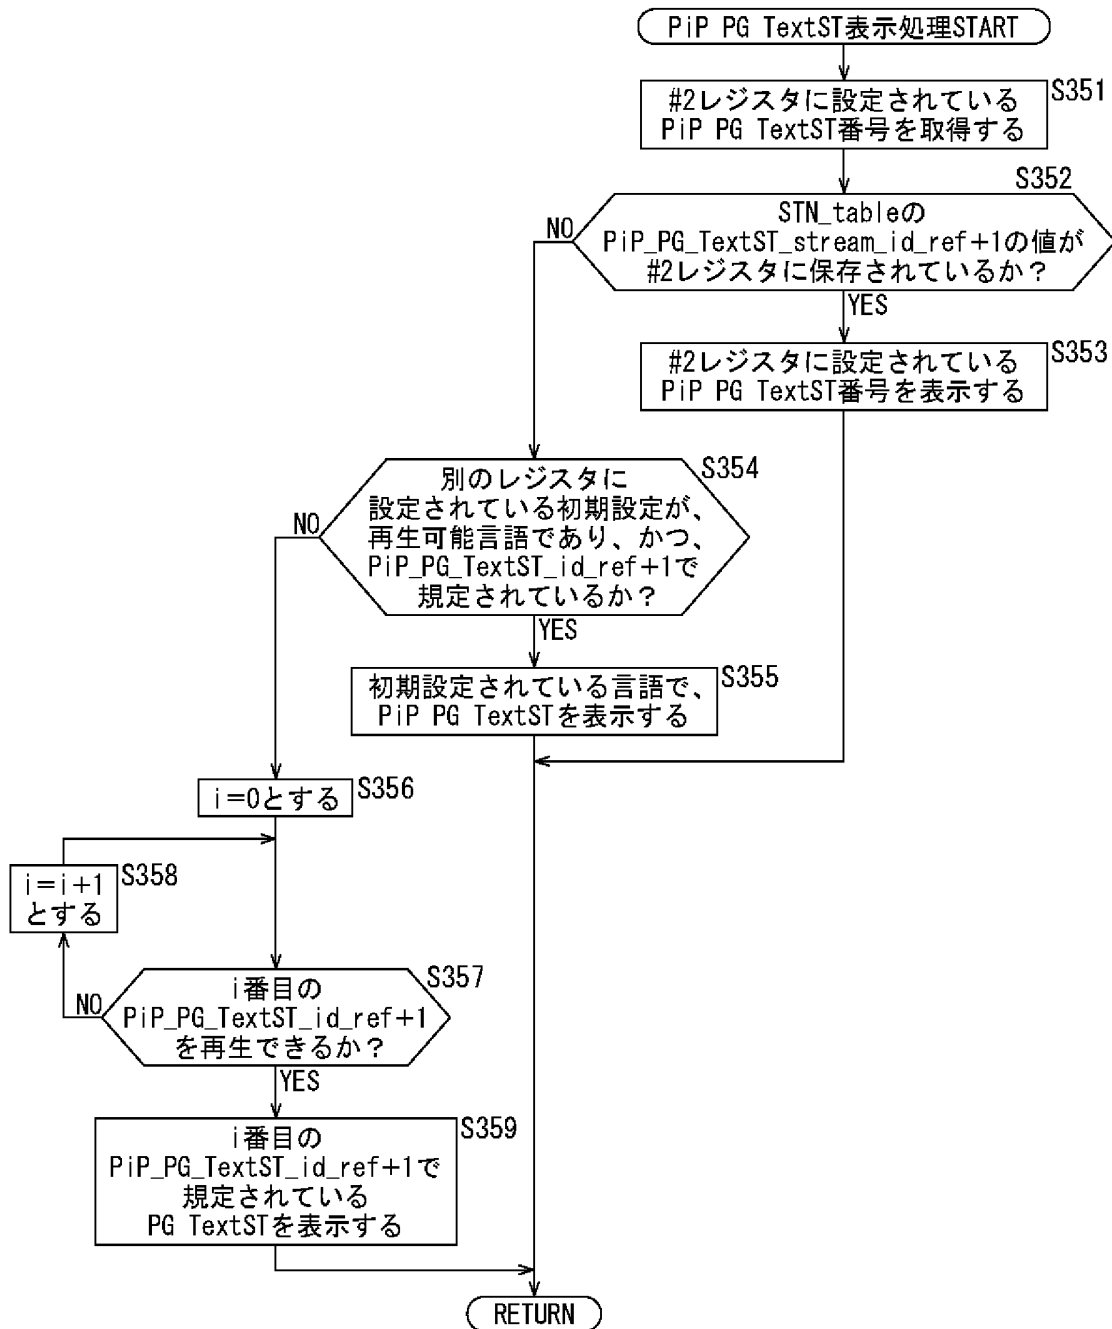 PiP PG TextST表示処理START
#2レジスタに設定されている
PiP PG TextST番号を取得する
S351
S352
STN_tableの
PiP_PG_TextST_stream_id_ref+1の値が
#2レジスタに保存されているか？
NO
YES
#2レジスタに設定されている
PiP PG TextST番号を表示する
S353
別のレジスタに
設定されている初期設定が、
再生可能言語であり、かつ、
PiP_PG_TextST_id_ref+1で
規定されているか？
S354
NO
YES
初期設定されている言語で、
PiP PG TextSTを表示する
S355
i=0とする
S356
i=i+1
とする
S358
i番目の
PiP_PG_TextST_id_ref+1
を再生できるか？
S357
NO
YES
i番目の
PiP_PG_TextST_id_ref+1で
規定されている
PG TextSTを表示する
S359
RETURN